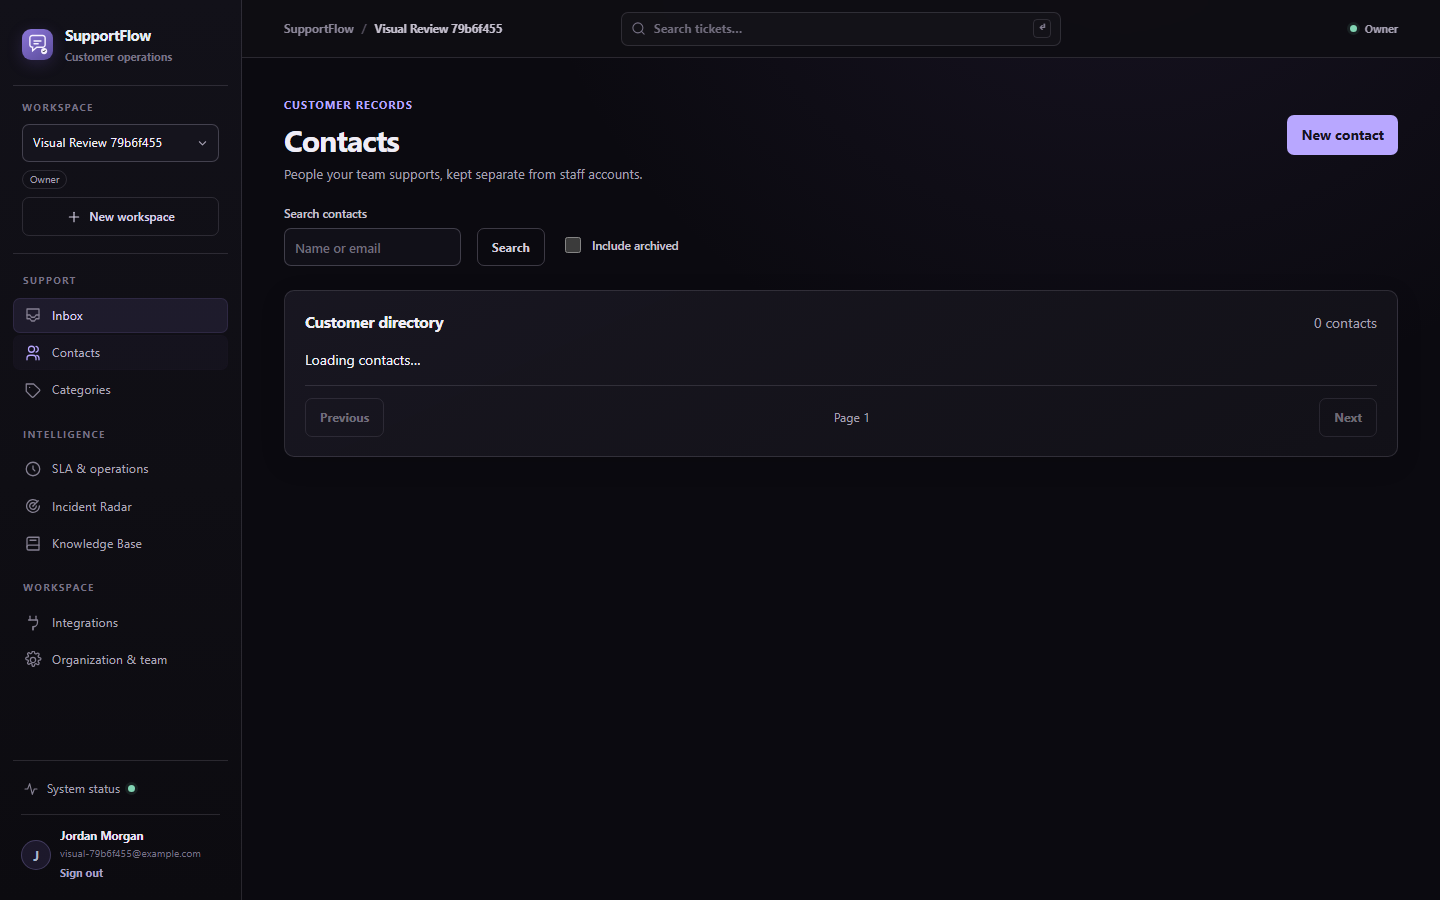 SupportFlow
Customer operations
WORKSPACE
Visual Review 79b6f455
Owner
New workspace
SUPPORT
Inbox
Contacts
Categories
INTELLIGENCE
SLA & operations
Incident Radar
Knowledge Base
WORKSPACE
Integrations
Organization & team
System status
J
Jordan Morgan
visual-79b6f455@example.com
Sign out
SupportFlow / Visual Review 79b6f455
Search tickets...
Owner
CUSTOMER RECORDS
Contacts
People your team supports, kept separate from staff accounts.
New contact
Search contacts
Name or email
Search
Include archived
Customer directory
0 contacts
Loading contacts...
Previous
Page 1
Next